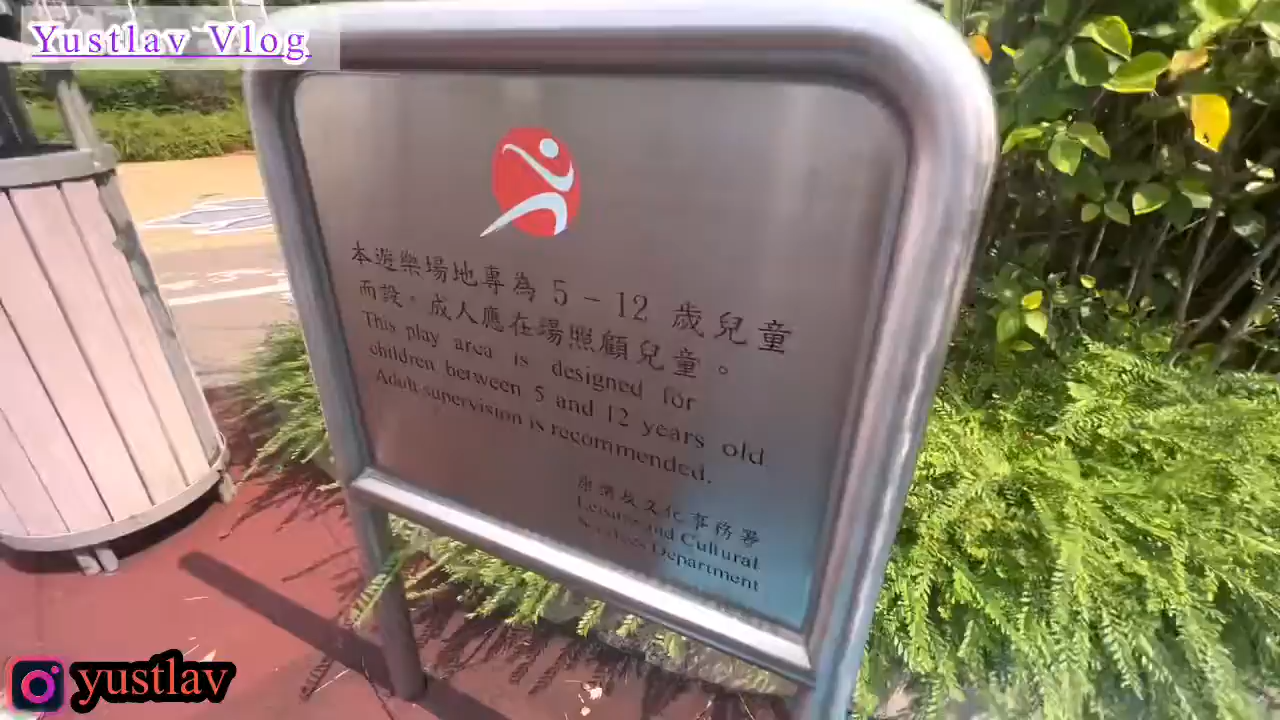 Yustlav Vlog
本遊樂場地專為 5 - 12 歲兒童
而設。成人應在場照顧兒童。
This play area is designed for
children between 5 and 12 years old
Adult supervision is recommended.
康樂及文化事務署
Leisure and Cultural
Services Department
yustlav